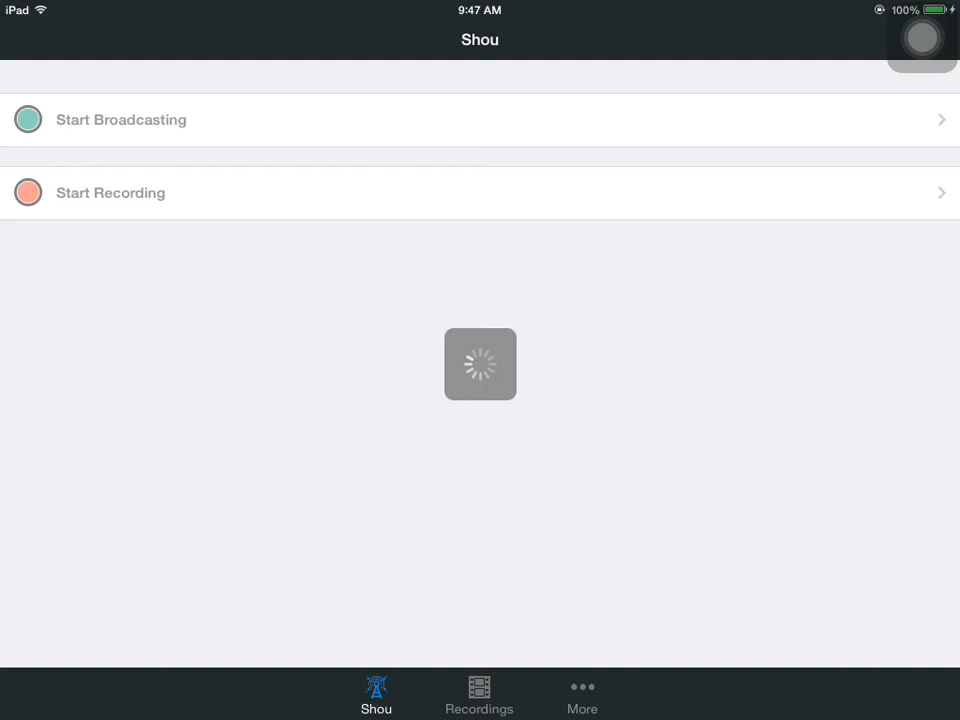 iPad 9:47 AM 100%
Shou
Start Broadcasting
Start Recording
Shou Recordings More